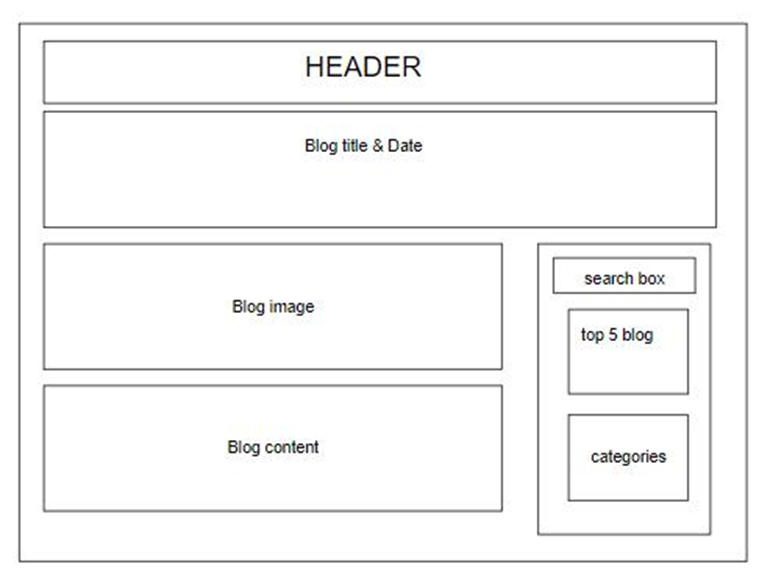 HEADER
Blog title & Date
Blog image
Blog content
search box
top 5 blog
categories